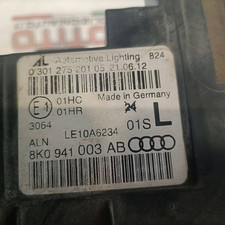 AL Automotive Lighting 824
0 301 275 201 05 21.06.12
E1 01HC
01HR
Made in Germany
3064
LE10A6234 01S L
ALN
8K0 941 003 AB